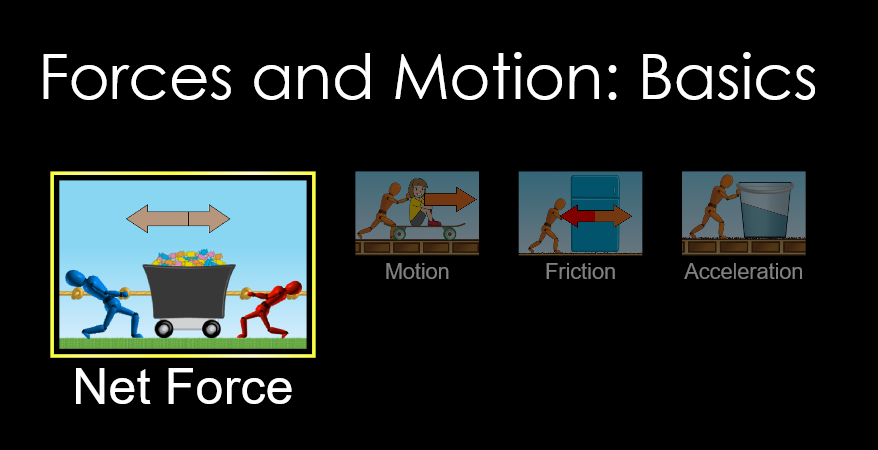 Forces and Motion: Basics
Net Force
Motion
Friction
Acceleration